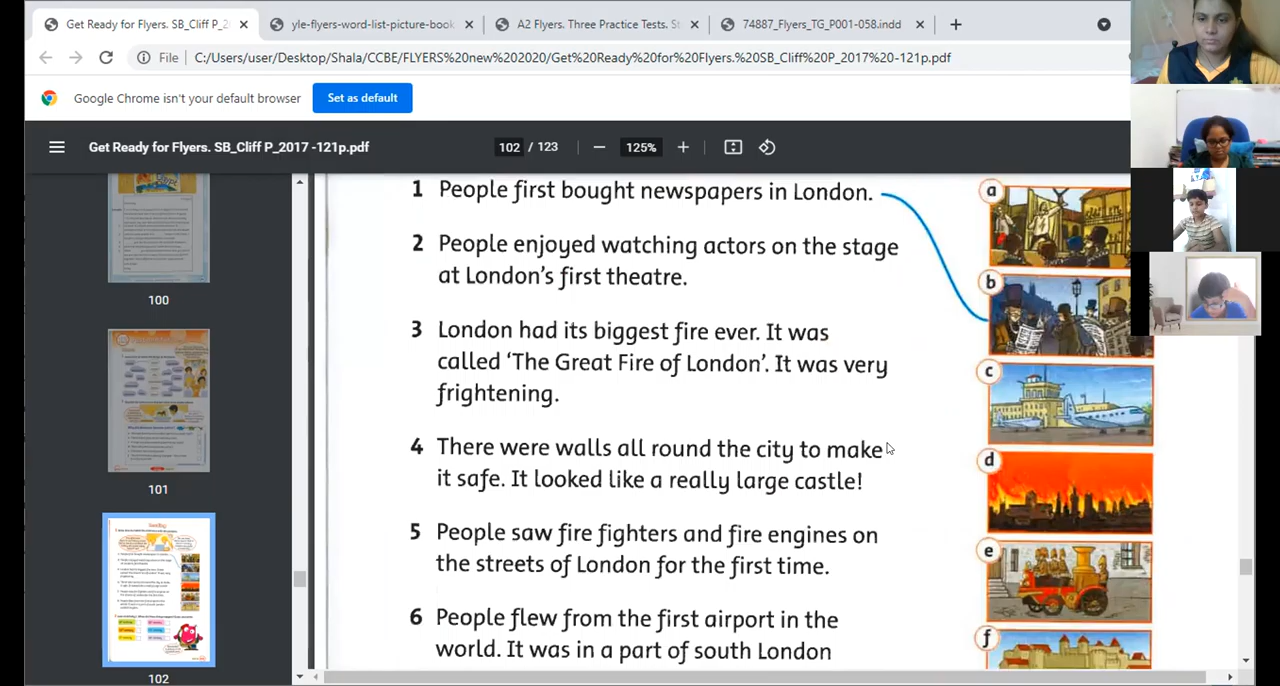 Get Ready for Flyers. SB_Cliff P_2
yle-flyers-word-list-picture-book
A2 Flyers. Three Practice Tests. S
74887_Flyers_TG_P001-058.indd
File
C:/Users/user/Desktop/Shala/CCBE/FLYERS%20new%202020/Get%20Ready%20for%20Flyers.%20SB_Cliff%20P_2017%20-121p.pdf
Google Chrome isn't your default browser
Set as default
Get Ready for Flyers. SB_Cliff P_2017 -121p.pdf
102 / 123
125%
100
101
102
1 People first bought newspapers in London.
2 People enjoyed watching actors on the stage
at London's first theatre.
3 London had its biggest fire ever. It was
called 'The Great Fire of London'. It was very
frightening.
4 There were walls all round the city to make
it safe. It looked like a really large castle!
5 People saw fire fighters and fire engines on
the streets of London for the first time.
6 People flew from the first airport in the
world. It was in a part of south London
a
b
c
d
e
f